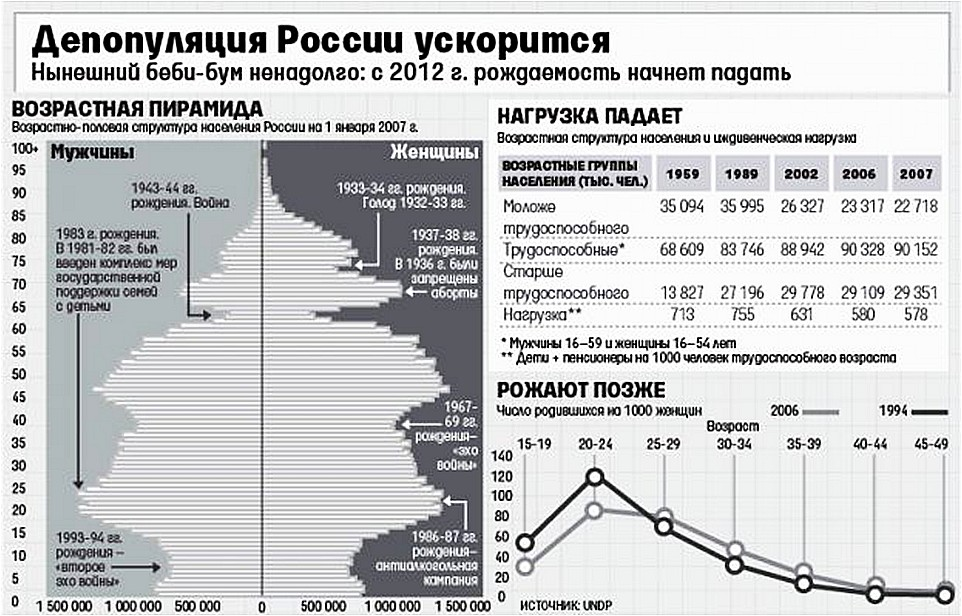 Депопуляция России ускорится
Нынешний беби-бум ненадолго: с 2012 г. рождаемость начнет падать
ВОЗРАСТНАЯ ПИРАМИДА
Возрастно-половая структура населения России на 1 января 2007 г.
Мужчины
Женщины
100+
95
90
85
80
75
70
65
60
55
50
45
40
35
30
25
20
15
10
5
0
1943-44 гг.
рождения. Война
1983 г. рождения.
В 1981-82 гг. был
введен комплекс мер
государственной
поддержки семей
с детьми
1993-94 гг.
рождения –
«второе
эхо войны»
1933-34 гг. рождения.
Голод 1932-33 гг.
1937-38 гг.
рождения.
В 1936 г. были
запрещены
аборты
1967-
69 гг.
рождения–
«эхо
войны»
1986-87 гг.
рождения–
антиалкогольная
кампания
1 500 000 1 000 000 500 000 0 500 000 1 000 000 1 500 000
НАГРУЗКА ПАДАЕТ
Возрастная структура населения и иждивенческая нагрузка
ВОЗРАСТНЫЕ ГРУППЫ
НАСЕЛЕНИЯ (ТЫС. ЧЕЛ.) 1959 1989 2002 2006 2007
Моложе 35 094 35 995 26 327 23 317 22 718
трудоспособного
Трудоспособные* 68 609 83 746 88 942 90 328 90 152
Старше
трудоспособного 13 827 27 196 29 778 29 109 29 351
Нагрузка** 713 755 631 580 578
* Мужчины 16–59 и женщины 16–54 лет
** Дети + пенсионеры на 1000 человек трудоспособного возраста
РОЖАЮТ ПОЗЖЕ
Число родившихся на 1000 женщин 2006 1994
Возраст
15-19 20-24 25-29 30-34 35-39 40-44 45-49
140
120
100
80
60
40
20
0
ИСТОЧНИК: UNDP